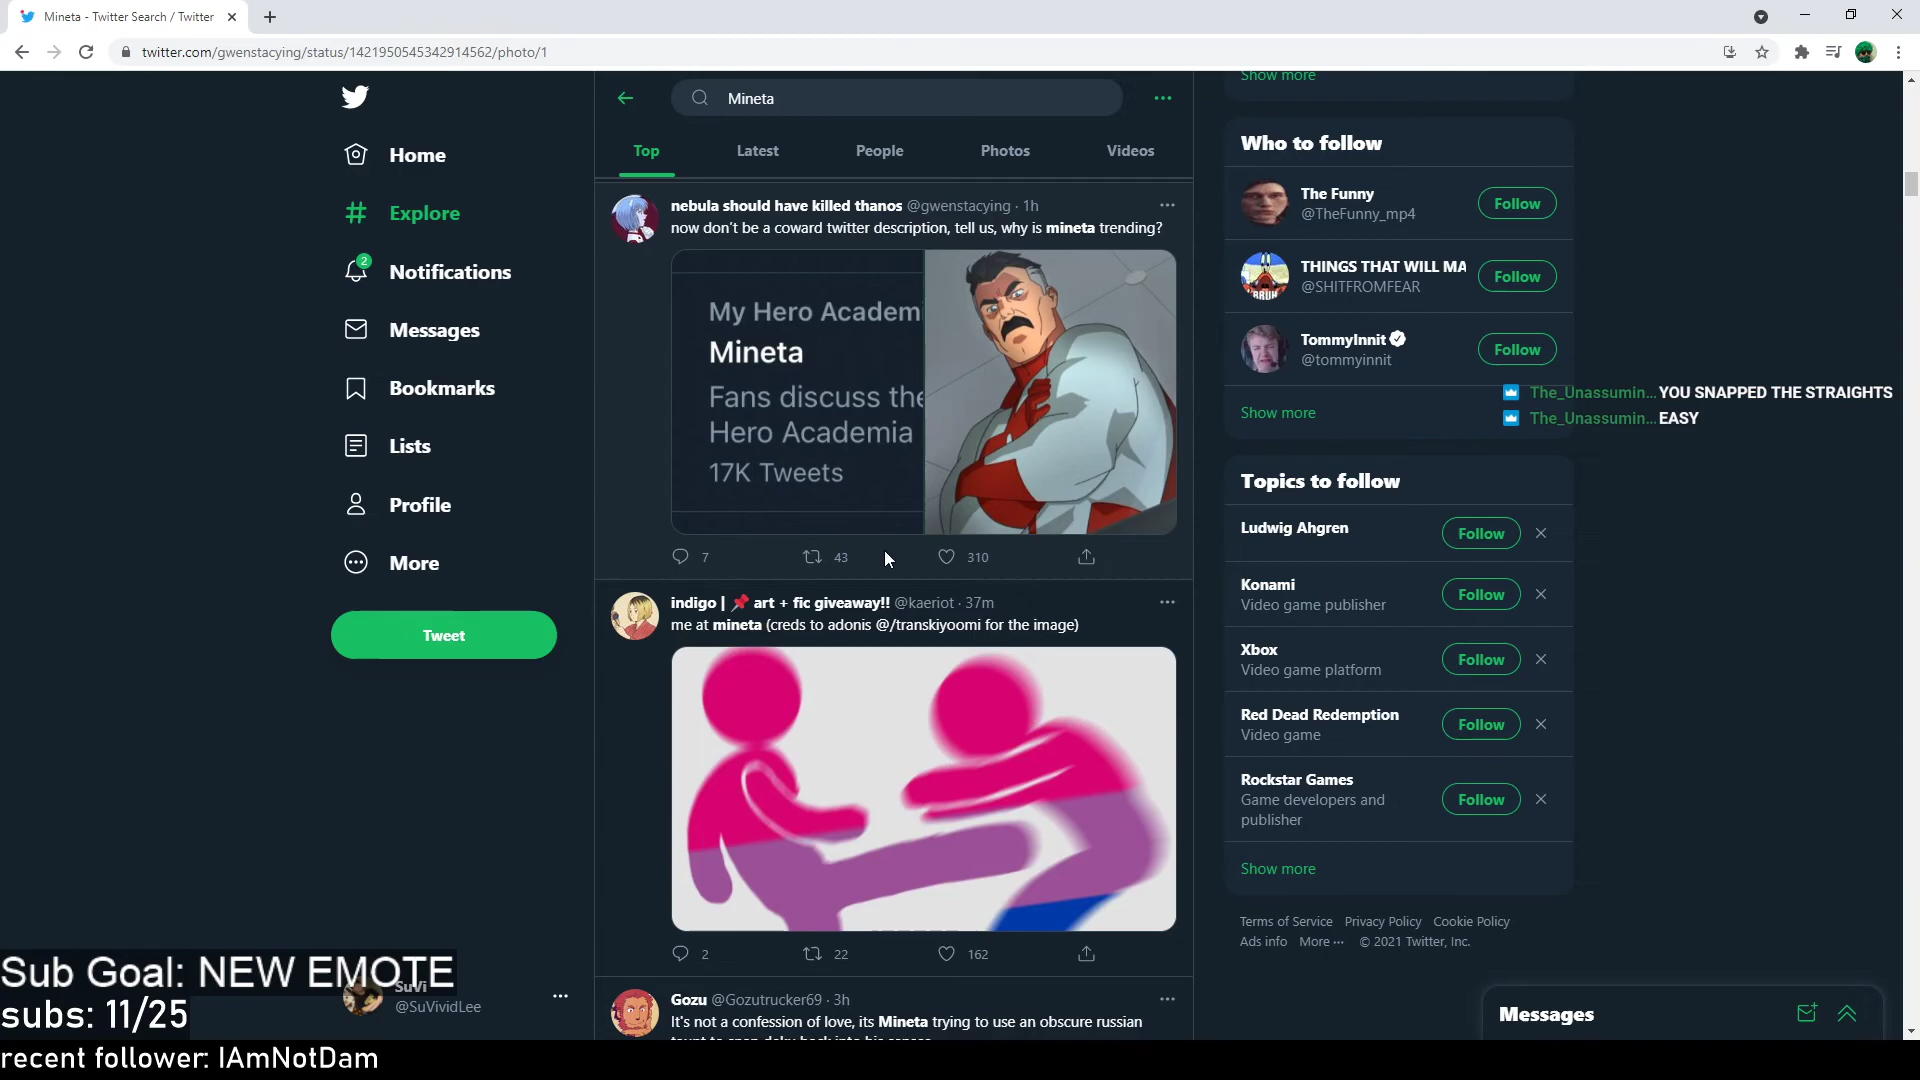 Mineta - Twitter Search / Twitter
twitter.com/gwenstacying/status/1421950545342914562/photo/1
Home
Explore
2
Notifications
Messages
Bookmarks
Lists
Profile
More
Tweet
SuVi
@SuVividLee
Mineta
Top
Latest
People
Photos
Videos
nebula should have killed thanos @gwenstacying · 1h
now don't be a coward twitter description, tell us, why is mineta trending?
My Hero Academi
Mineta
Fans discuss the
Hero Academia
17K Tweets
7
43
310
indigo | 📌 art + fic giveaway!! @kaeriot · 37m
me at mineta (creds to adonis @/transkiyoomi for the image)
2
22
162
Gozu @Gozutrucker69 · 3h
It's not a confession of love, its Mineta trying to use an obscure russian
Show more
Who to follow
The Funny
@TheFunny_mp4
Follow
THINGS THAT WILL MA
@SHITFROMFEAR
Follow
TommyInnit
@tommyinnit
Follow
Show more
The_Unassumin... YOU SNAPPED THE STRAIGHTS
The_Unassumin... EASY
Topics to follow
Ludwig Ahgren
Follow
Konami
Video game publisher
Follow
Xbox
Video game platform
Follow
Red Dead Redemption
Video game
Follow
Rockstar Games
Game developers and
publisher
Follow
Show more
Terms of Service Privacy Policy Cookie Policy
Ads info More ··· © 2021 Twitter, Inc.
Messages
Sub Goal: NEW EMOTE
subs: 11/25
recent follower: IAmNotDam